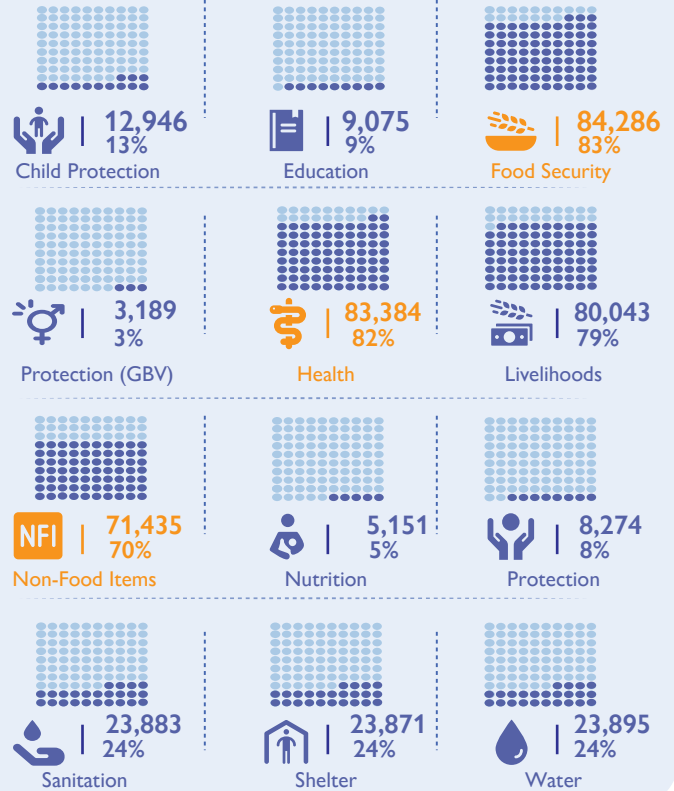 12,946
13%
Child Protection
9,075
9%
Education
84,286
83%
Food Security
3,189
3%
Protection (GBV)
83,384
82%
Health
80,043
79%
Livelihoods
NFI
71,435
70%
Non-Food Items
5,151
5%
Nutrition
8,274
8%
Protection
23,883
24%
Sanitation
23,871
24%
Shelter
23,895
24%
Water